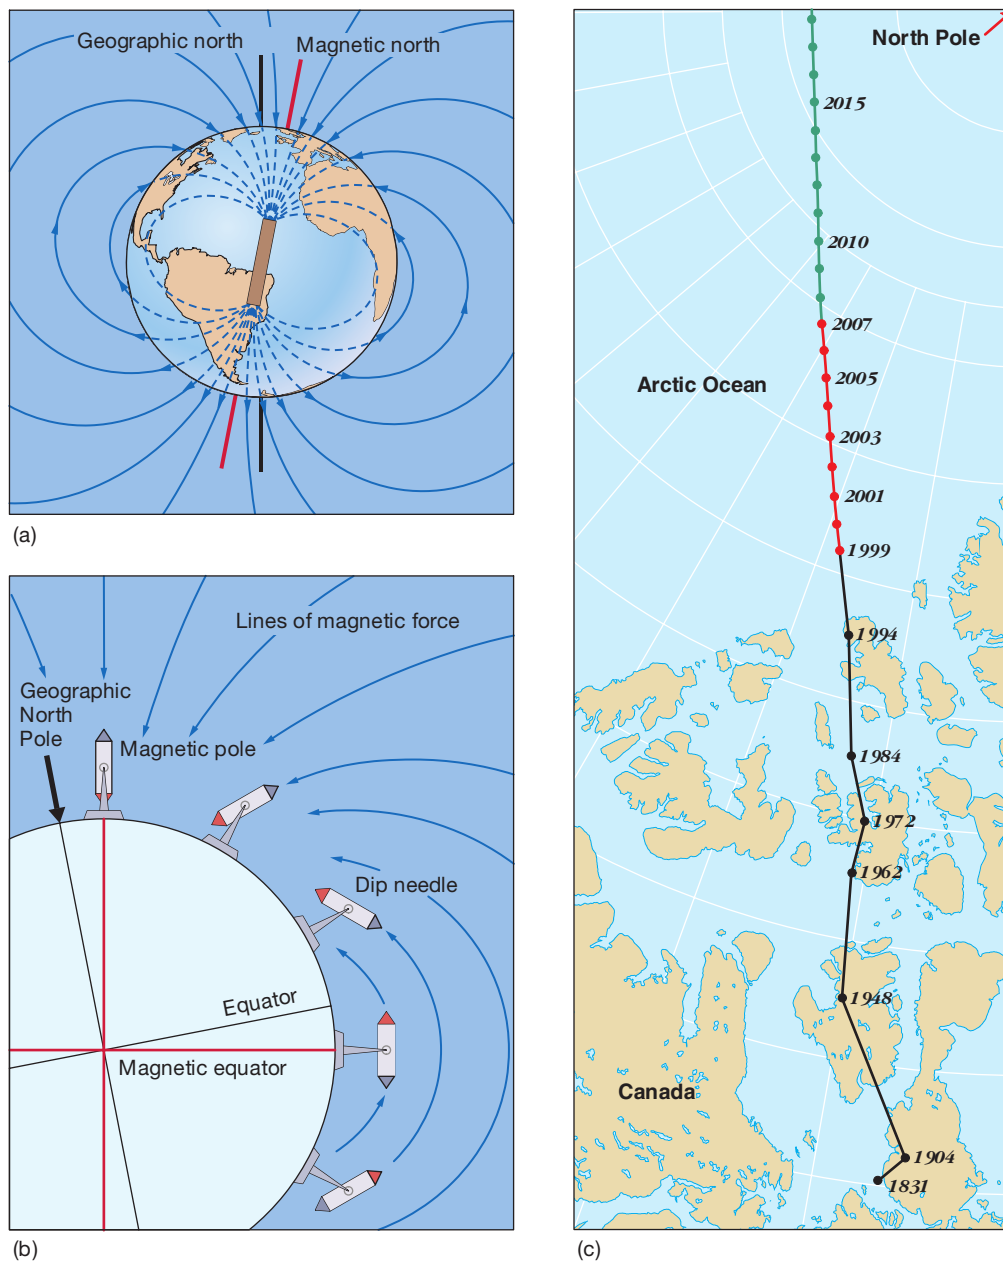 Geographic north
Magnetic north
(a)
Lines of magnetic force
Geographic
North
Pole
Magnetic pole
Dip needle
Equator
Magnetic equator
(b)
North Pole
2015
2010
2007
Arctic Ocean
2005
2003
2001
1999
1994
1984
1972
1962
1948
Canada
1904
1831
(c)